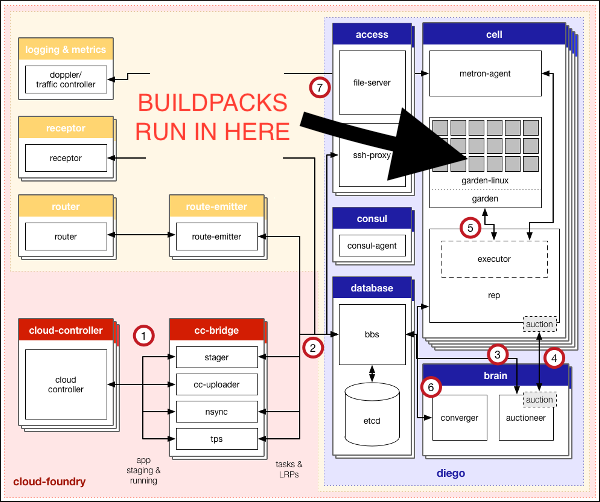 logging & metrics
doppler/
traffic controller
receptor
receptor
router
router
route-emitter
route-emitter
BUILDPACKS
RUN IN HERE
7
access
file-server
ssh-proxy
consul
consul-agent
database
bbs
etcd
cell
metron-agent
garden-linux
garden
5
executor
rep
auction
3
4
brain
6
converger
auction
auctioneer
diego
cloud-controller
cloud
controller
1
cc-bridge
stager
cc-uploader
nsync
tps
2
app
staging &
running
tasks &
LRPs
cloud-foundry